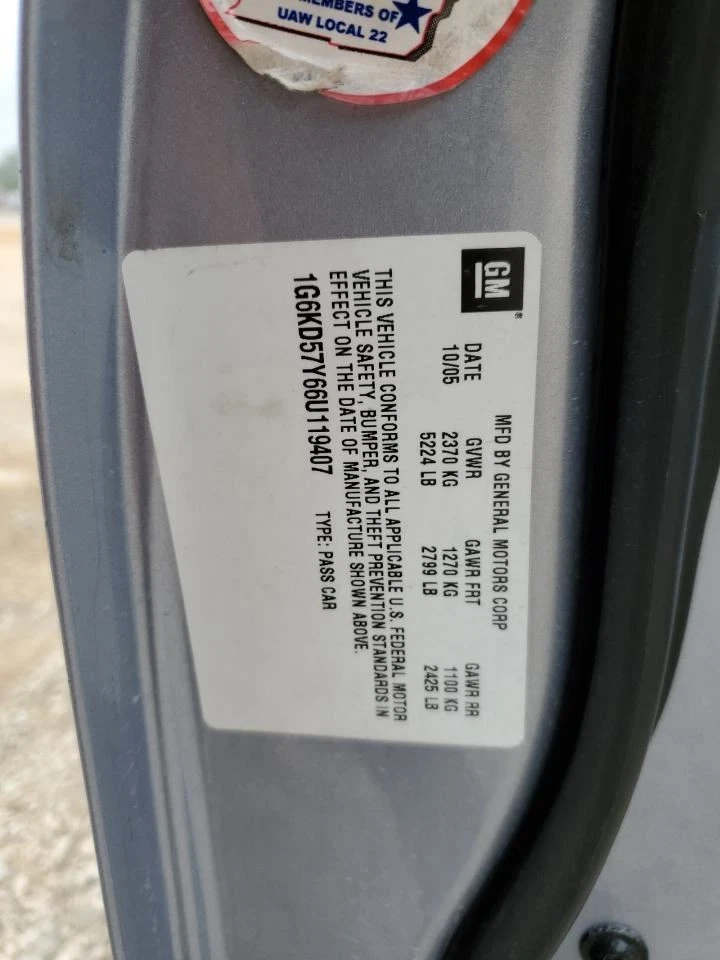 MEMBERS OF
UAW LOCAL 22
GM
MFD BY GENERAL MOTORS CORP
DATE GVWR GAWR FRT GAWR RR
10/05 2370 KG 1270 KG 1100 KG
5224 LB 2799 LB 2425 LB
THIS VEHICLE CONFORMS TO ALL APPLICABLE U.S. FEDERAL MOTOR
VEHICLE SAFETY, BUMPER, AND THEFT PREVENTION STANDARDS IN
EFFECT ON THE DATE OF MANUFACTURE SHOWN ABOVE.
1G6KD57Y66U119407 TYPE: PASS CAR